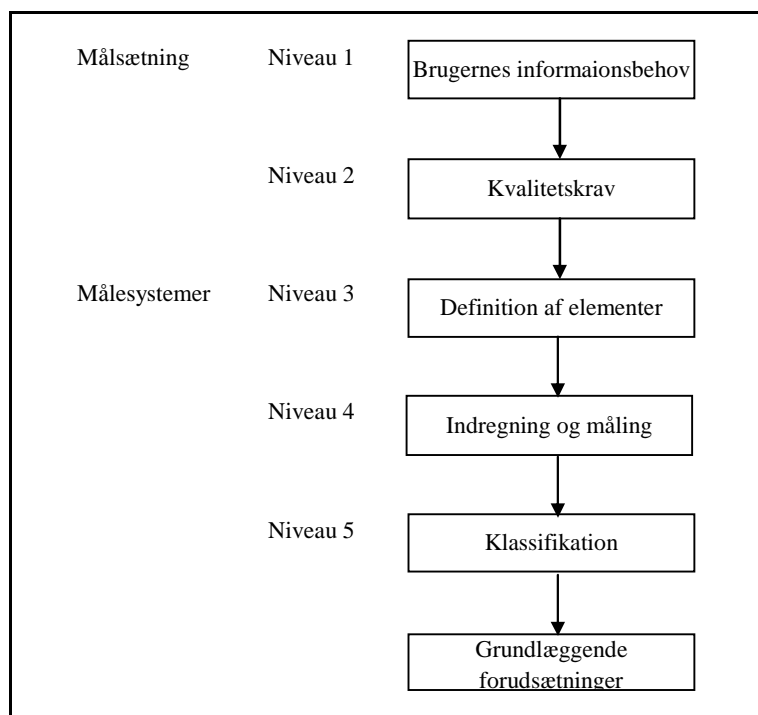 Målsætning Niveau 1 Brugernes informaionsbehov
Niveau 2 Kvalitetskrav
Målesystemer Niveau 3 Definition af elementer
Niveau 4 Indregning og måling
Niveau 5 Klassifikation
Grundlæggende
forudsætninger